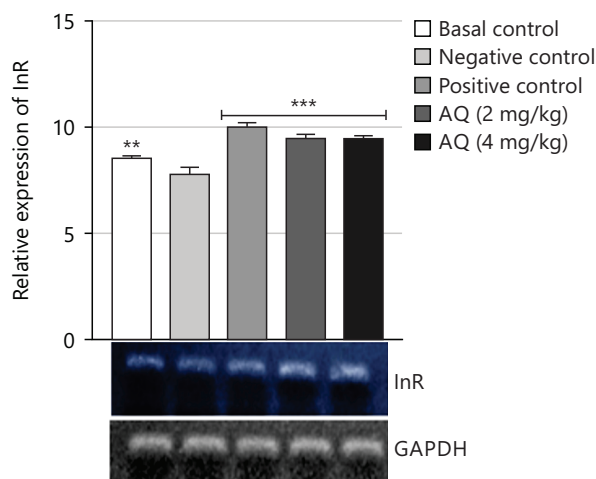 Relative expression of InR
15
10
5
0
**
***
Basal control
Negative control
Positive control
AQ (2 mg/kg)
AQ (4 mg/kg)
InR
GAPDH